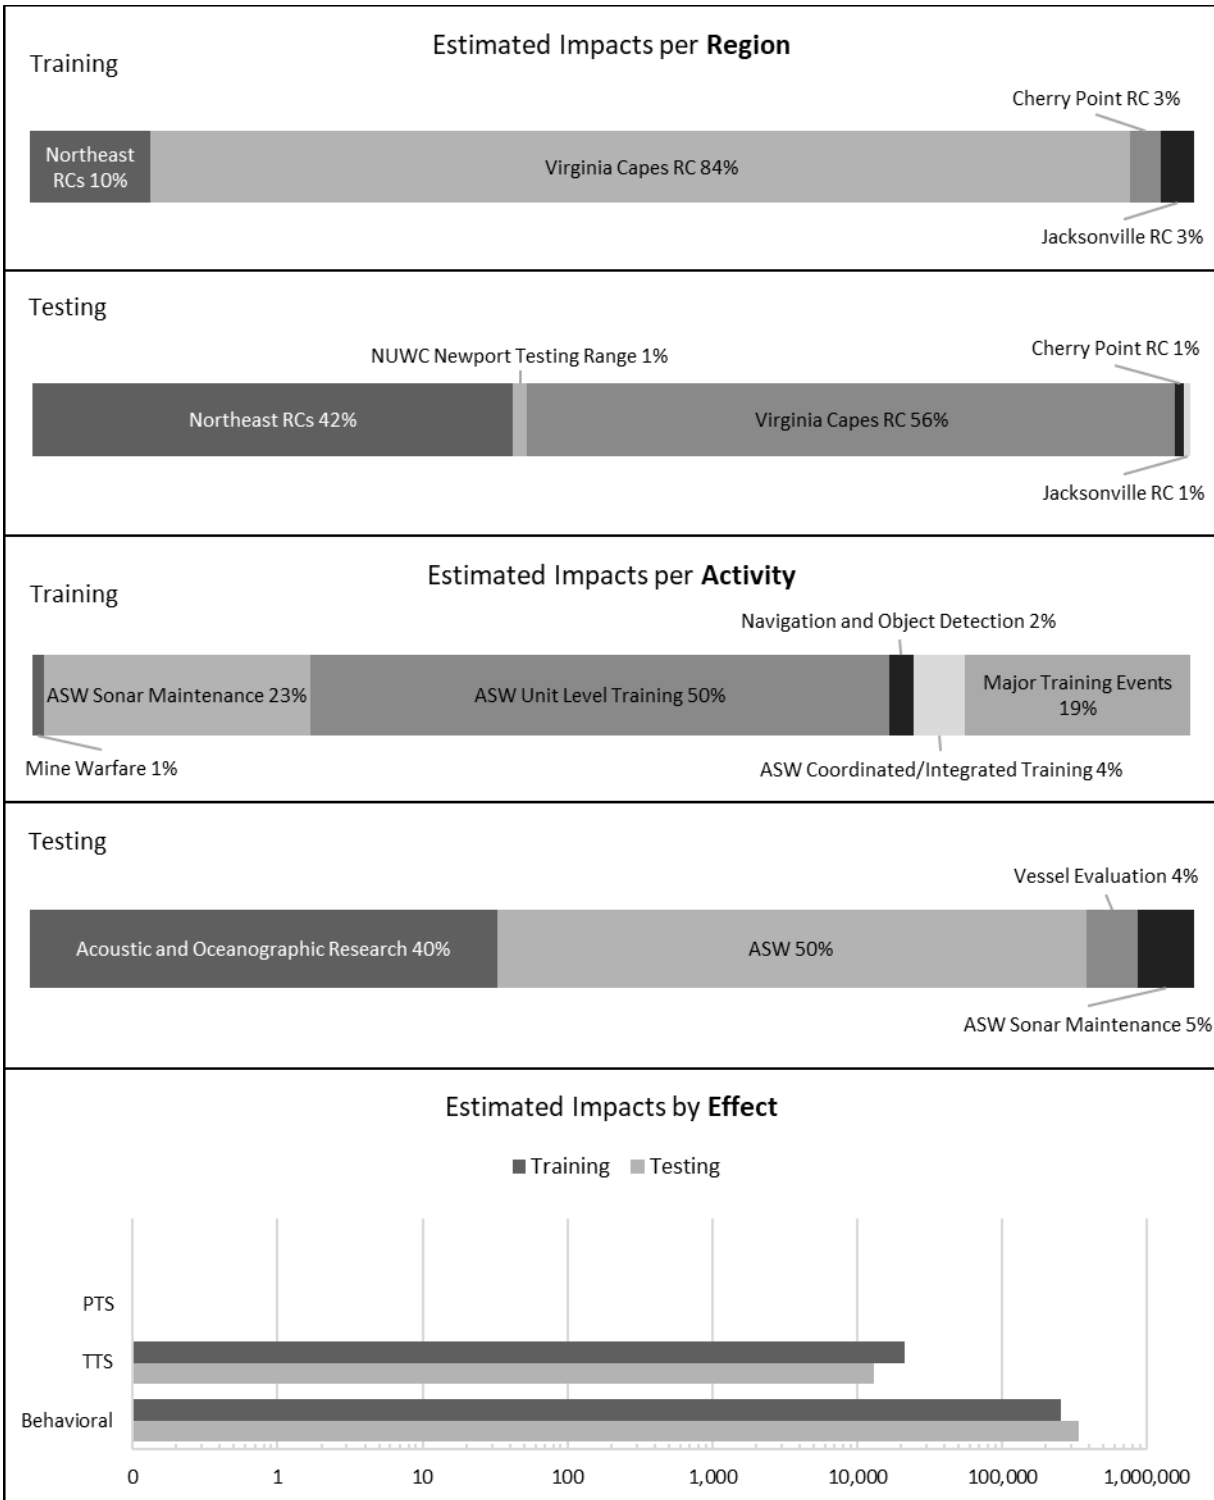 Estimated Impacts per Region
Training
Cherry Point RC 3%
Northeast
RCs 10%
Virginia Capes RC 84%
Jacksonville RC 3%
Testing
NUWC Newport Testing Range 1%
Cherry Point RC 1%
Northeast RCs 42%
Virginia Capes RC 56%
Jacksonville RC 1%
Estimated Impacts per Activity
Training
Navigation and Object Detection 2%
ASW Sonar Maintenance 23%
ASW Unit Level Training 50%
Major Training Events
19%
Mine Warfare 1%
ASW Coordinated/Integrated Training 4%
Testing
Vessel Evaluation 4%
Acoustic and Oceanographic Research 40%
ASW 50%
ASW Sonar Maintenance 5%
Estimated Impacts by Effect
Training Testing
PTS
TTS
Behavioral
0 1 10 100 1,000 10,000 100,000 1,000,000